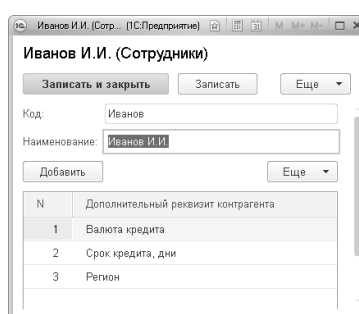 Иванов И.И. (Сотр... (1С:Предприятие) M M+ M-
Иванов И.И. (Сотрудники)
Записать и закрыть Записать Еще
Код: Иванов
Наименование: Иванов И.И.
Добавить Еще
N Дополнительный реквизит контрагента
1 Валюта кредита
2 Срок кредита, дни
3 Регион